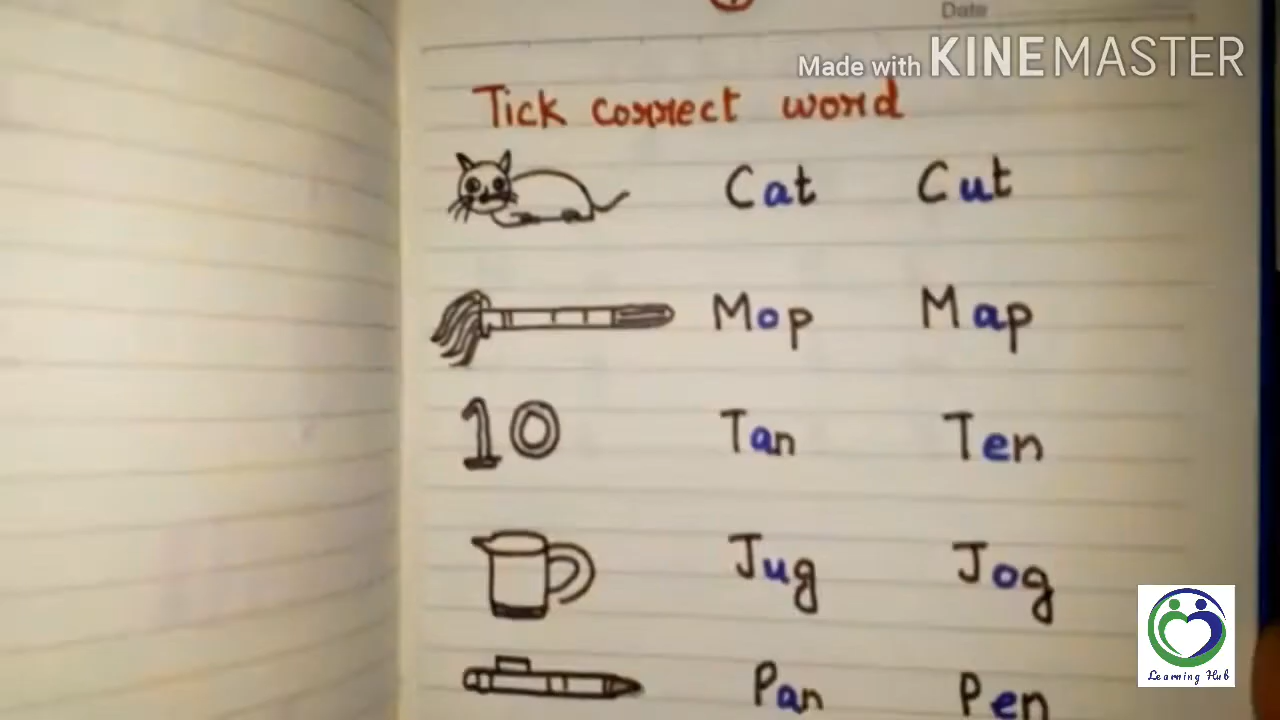 Date
Made with KINEMASTER
Tick correct word
Cat Cut
Mop Map
10 Tan Ten
Jug Jog
Pan Pen
Learning Hub